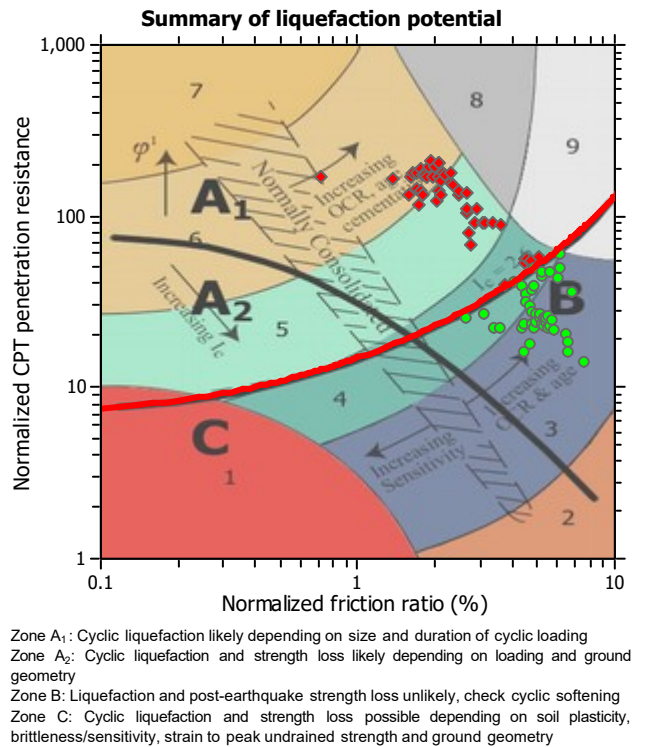 Summary of liquefaction potential
Normalized CPT penetration resistance
1,000
100
10
1
7
8
9
φ'
A1
Normally Consolidated
Increasing
OCR, age,
cementation
6
A2
Increasing Ic
5
Ic = 2.6
B
4
Increasing
OCR & age
3
C
1
Increasing
Sensitivity
2
0.1
1
10
Normalized friction ratio (%)
Zone A1: Cyclic liquefaction likely depending on size and duration of cyclic loading
Zone A2: Cyclic liquefaction and strength loss likely depending on loading and ground
geometry
Zone B: Liquefaction and post-earthquake strength loss unlikely, check cyclic softening
Zone C: Cyclic liquefaction and strength loss possible depending on soil plasticity,
brittleness/sensitivity, strain to peak undrained strength and ground geometry